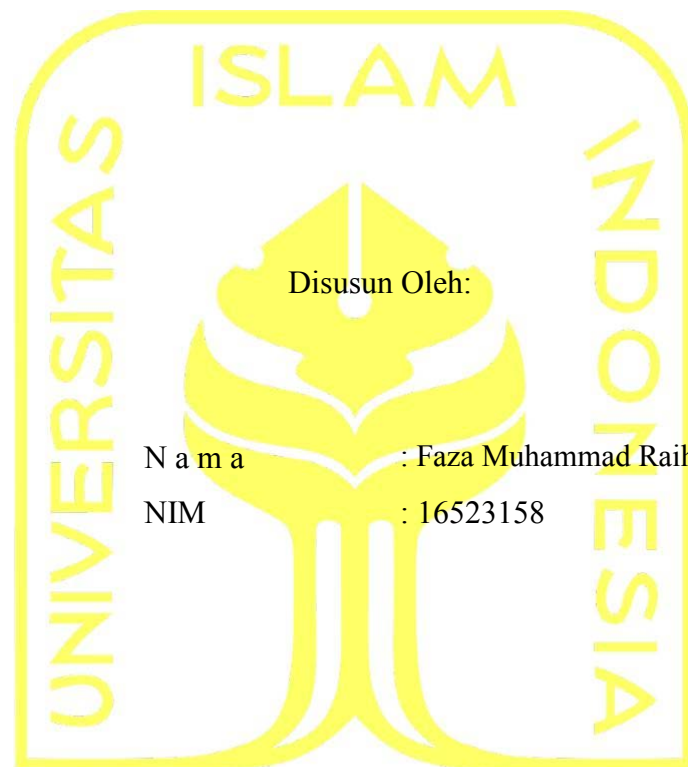 UNIVERSITAS ISLAM INDONESIA
Disusun Oleh:
N a m a : Faza Muhammad
NIM : 16523158